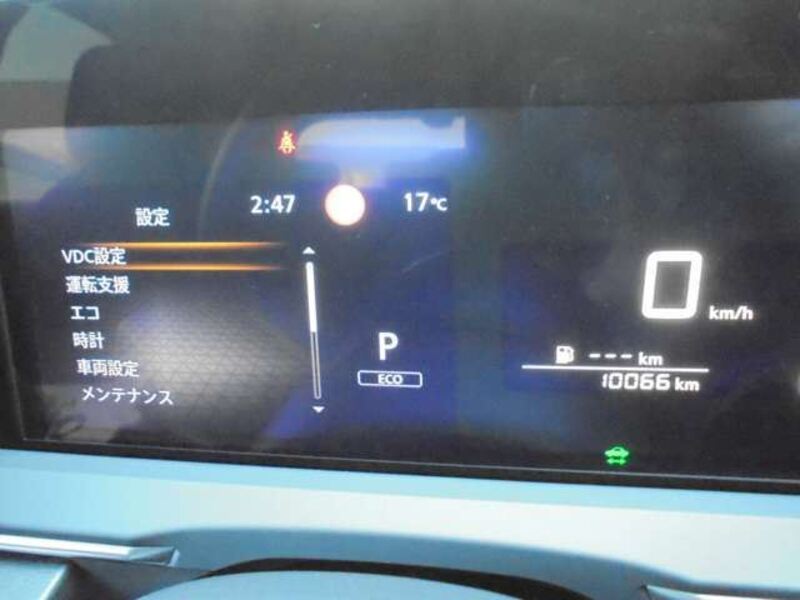 設定 2:47 17℃
VDC設定
運転支援
エコ
時計
車両設定
メンテナンス
P
ECO
0 km/h
--- km
10066 km